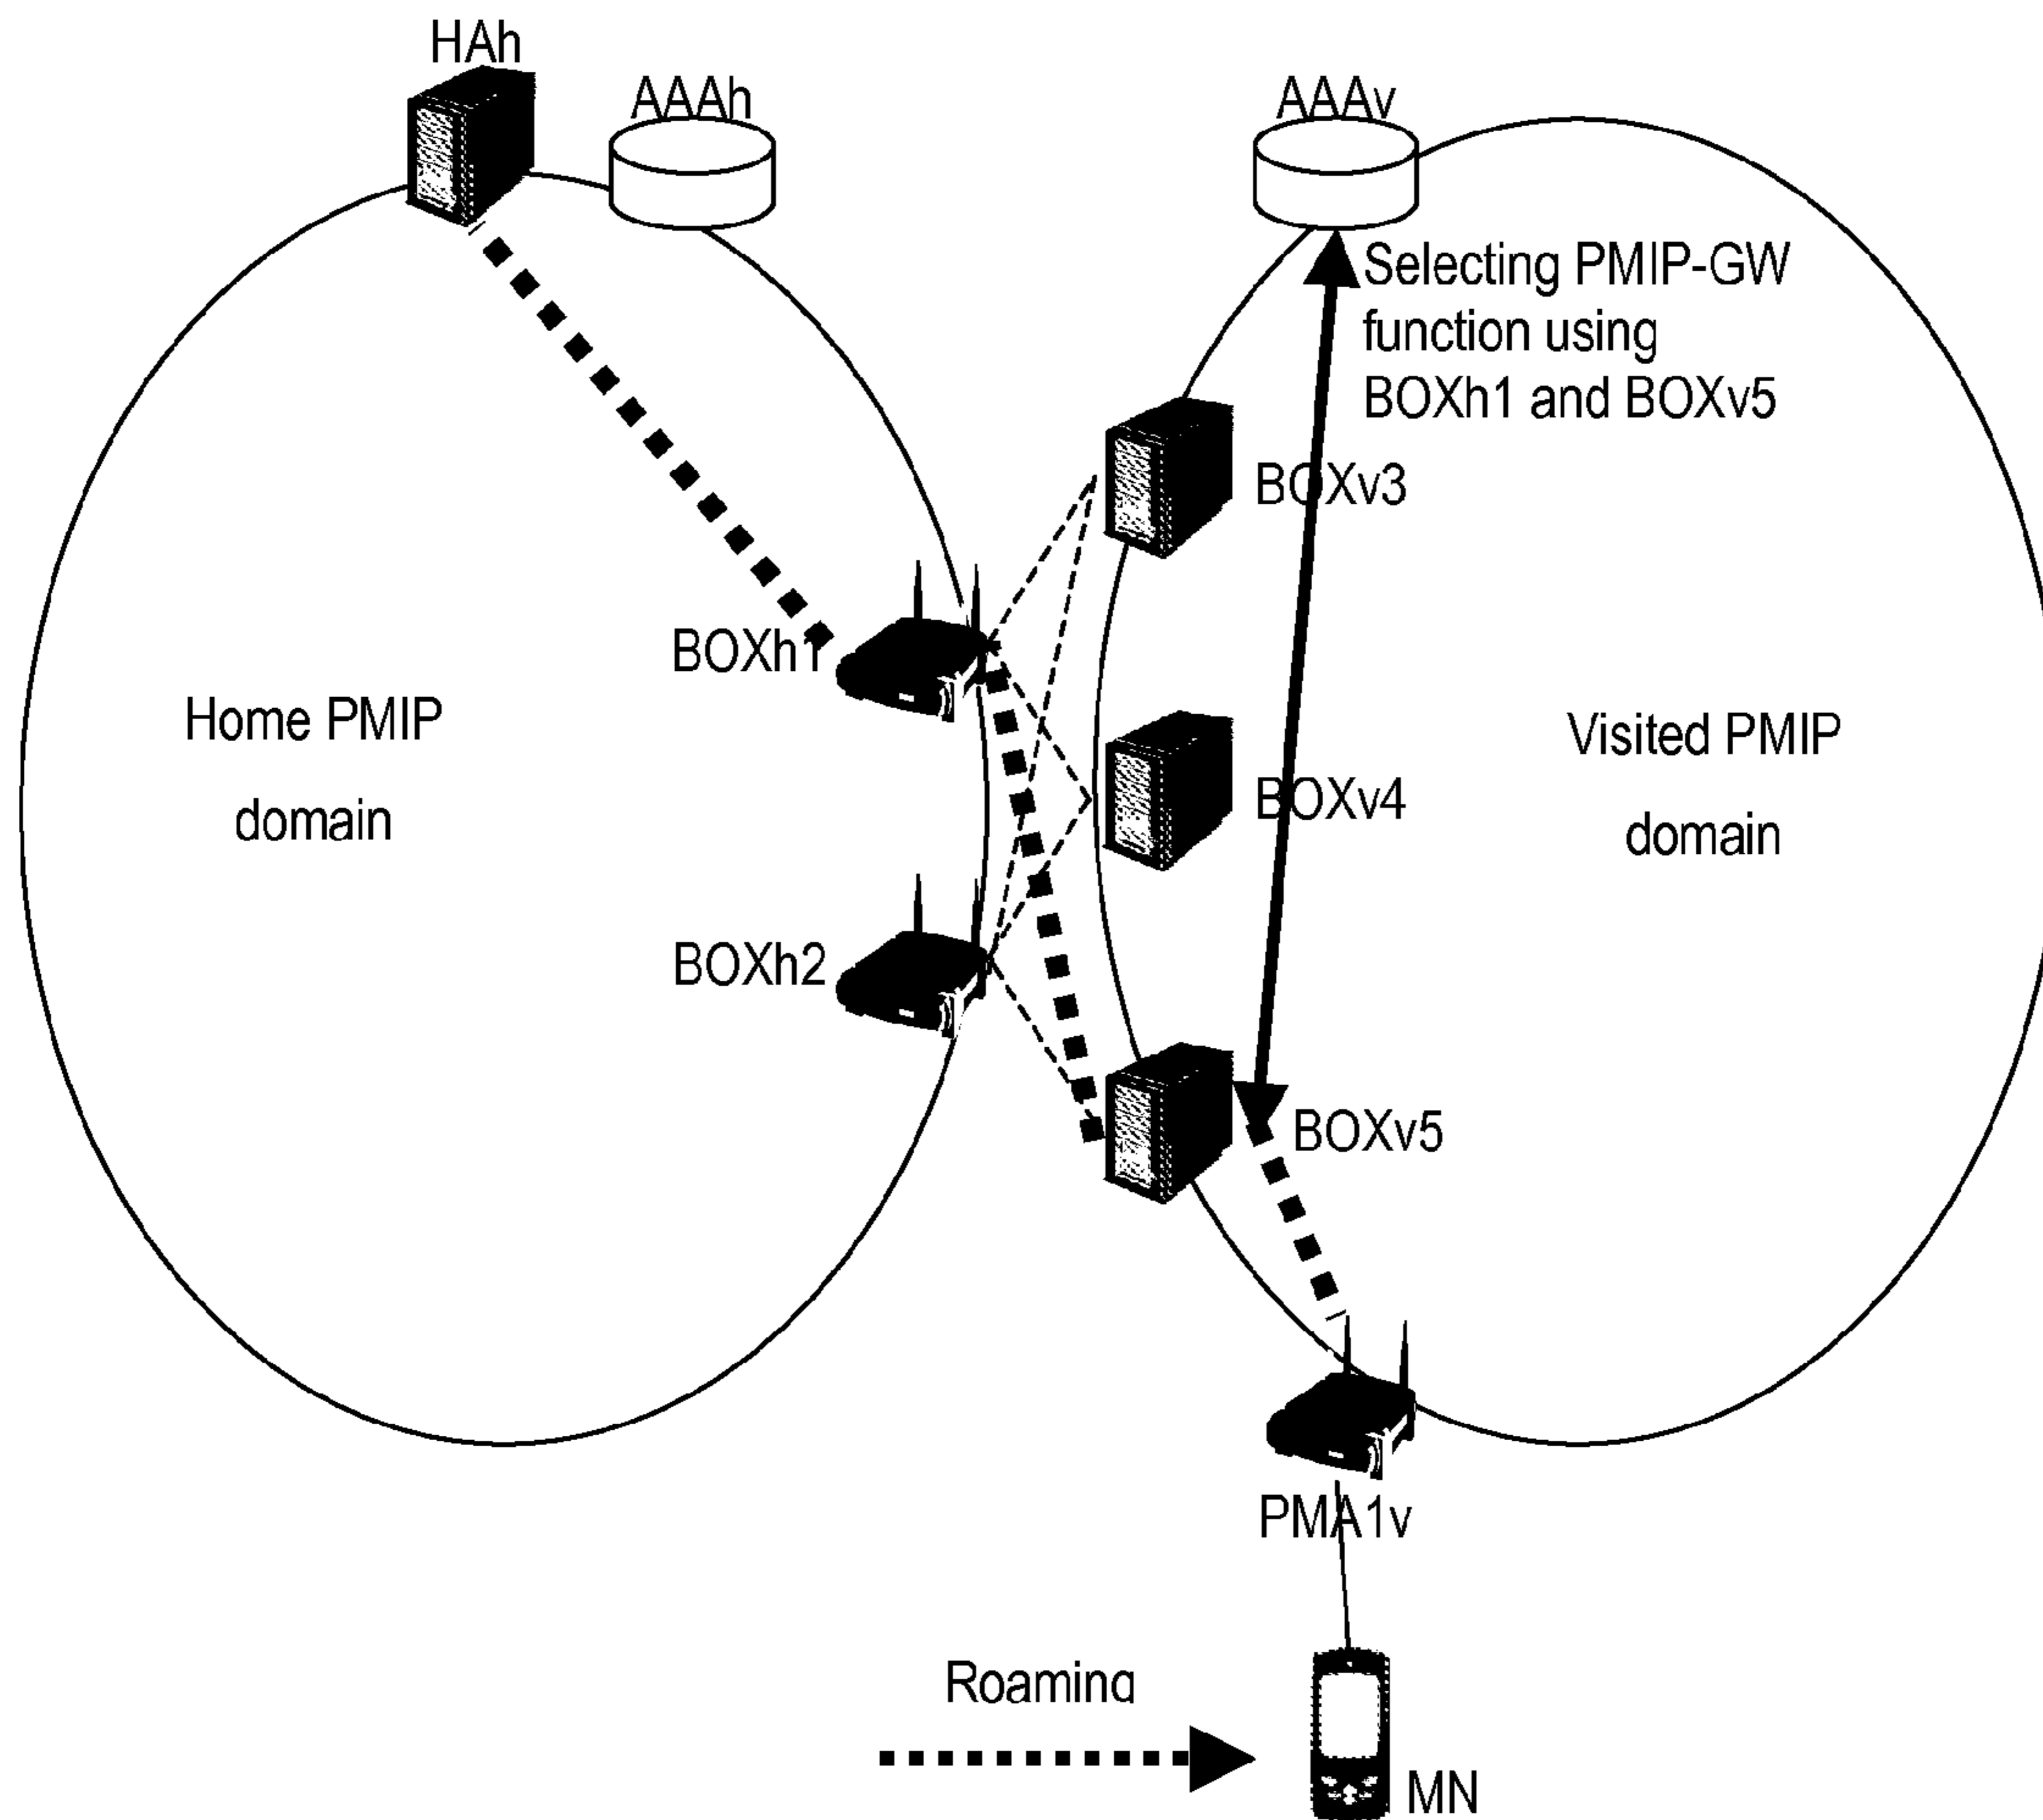 HAh
AAAh
AAAv
Selecting PMIP-GW
function using
BOXh1 and BOXv5
BOXv3
BOXh1
Home PMIP
domain
Visited PMIP
domain
BOXv4
BOXh2
BOXv5
PMA1v
Roaming
MN